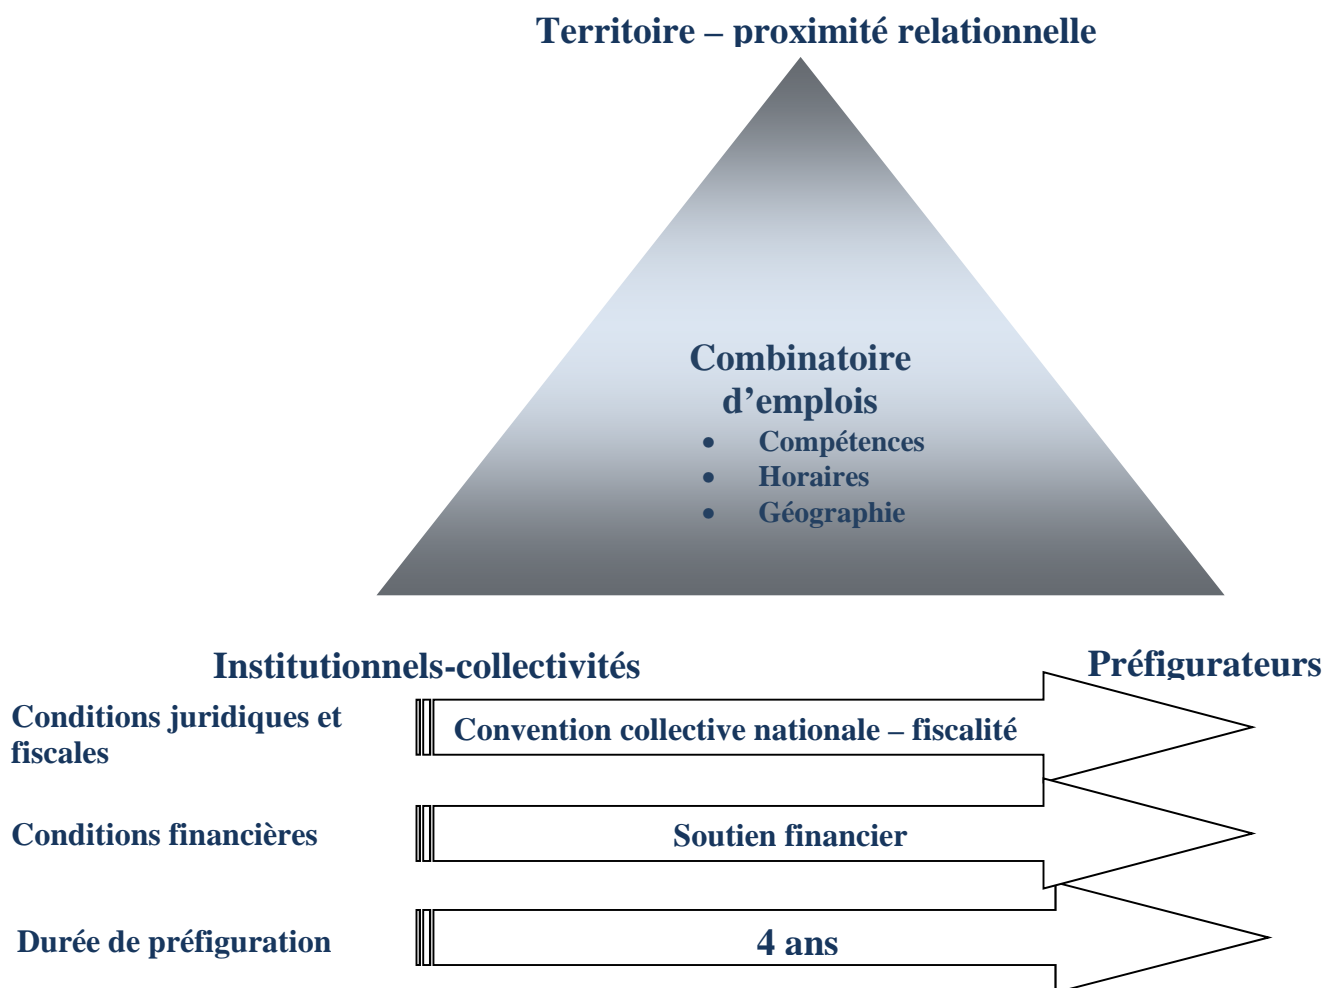 Territoire – proximité relationnelle
Combinatoire
d’emplois
• Compétences
• Horaires
• Géographie
Institutionnels-collectivités
Préfigurateurs
Conditions juridiques et
fiscales
Convention collective nationale – fiscalité
Conditions financières
Soutien financier
Durée de préfiguration
4 ans